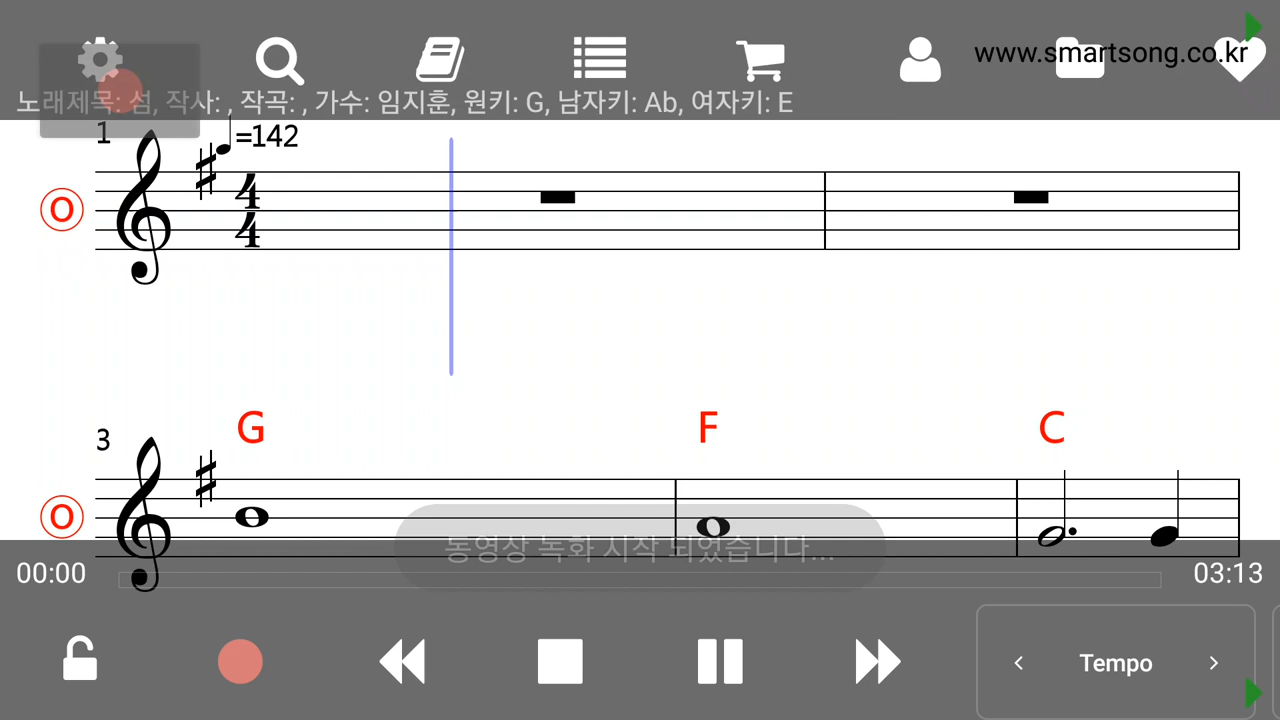 www.smartsong.co.kr
노래제목: 섬, 작사: , 작곡: , 가수: 임지훈, 원키: G, 남자키: Ab, 여자키: E
1
=142
4
4
O
G F C
3
O
동영상 녹화 시작 되었습니다...
00:00 03:13
< Tempo >